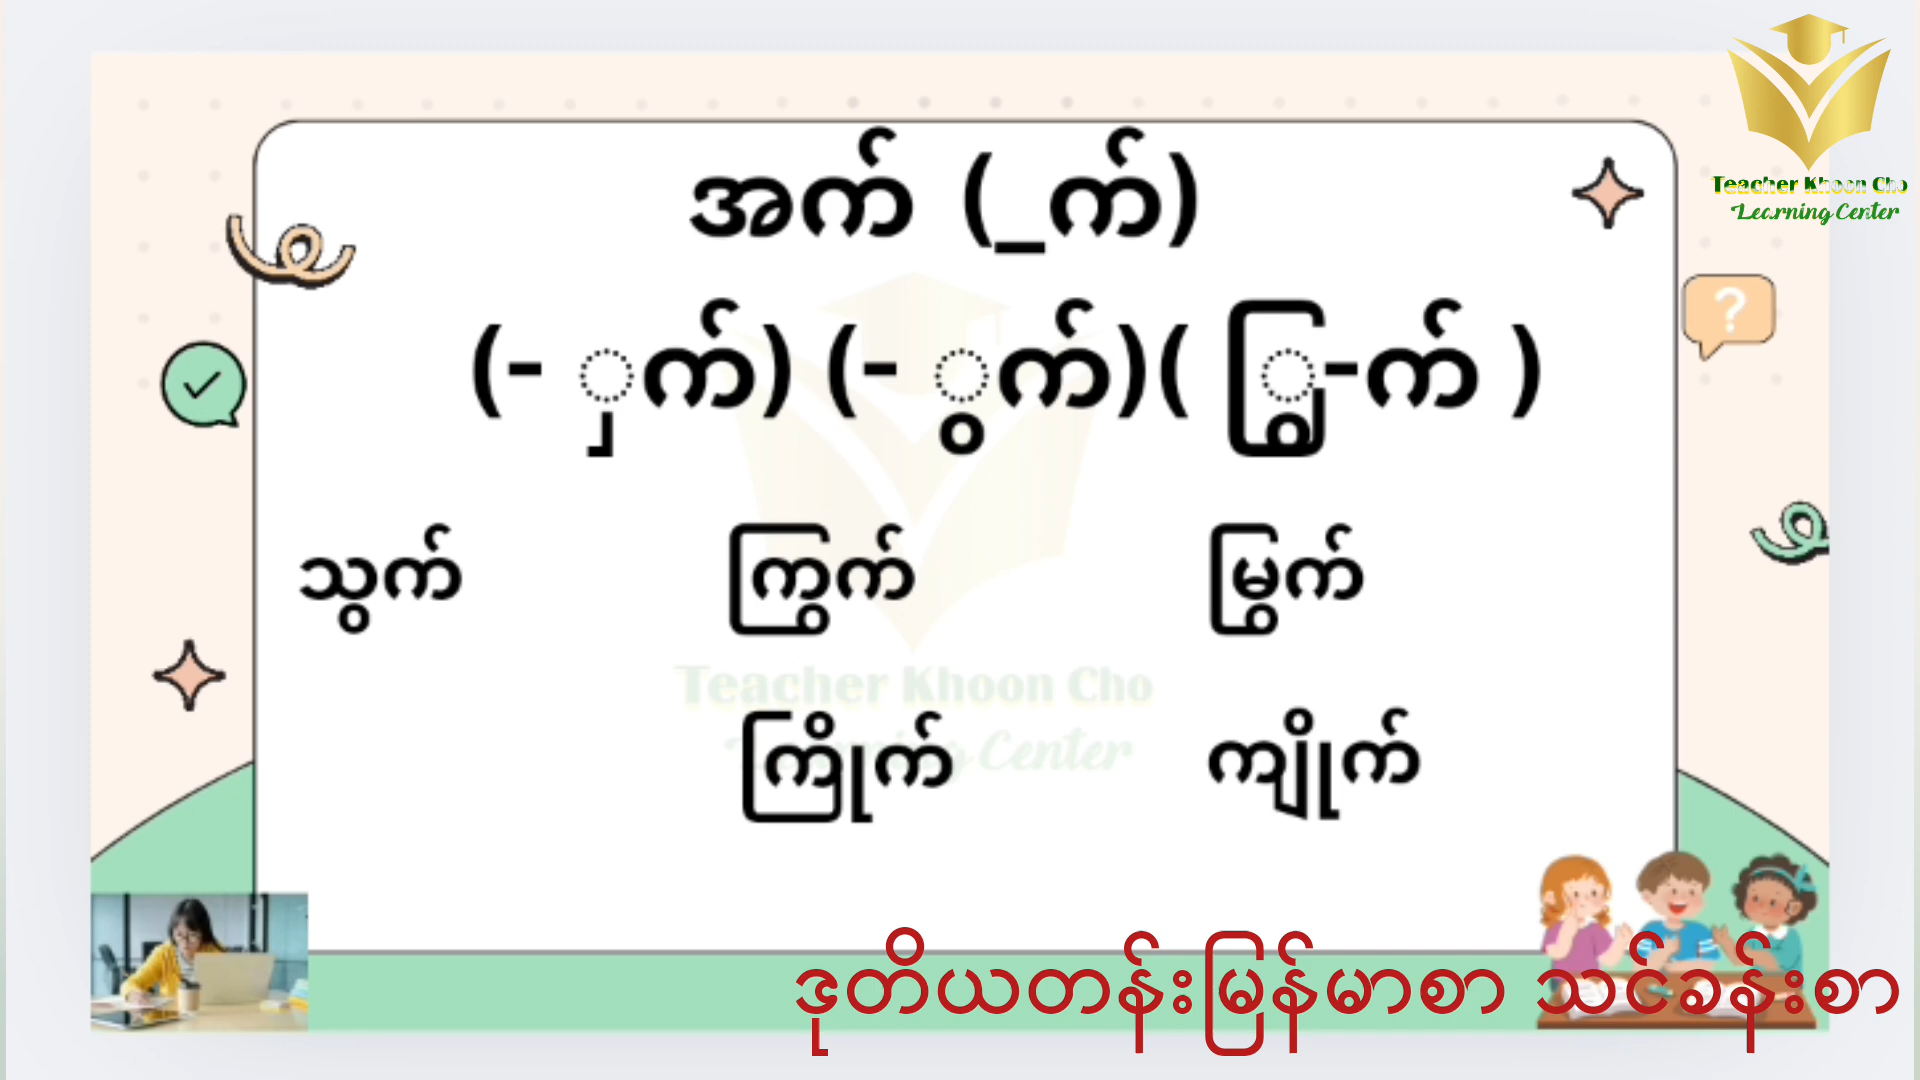 အက် (_က်)
(- ှက်) (- ွက်)( ြွ-က် )
သွက် ကြွက် မြွက်
ကြိုက် ကျိုက်
Teacher Khoon Cho
Learning Center
Teacher Khoon Cho
Learning Center
?
ဒုတိယတန်းမြန်မာစာ သင်ခန်းစာ